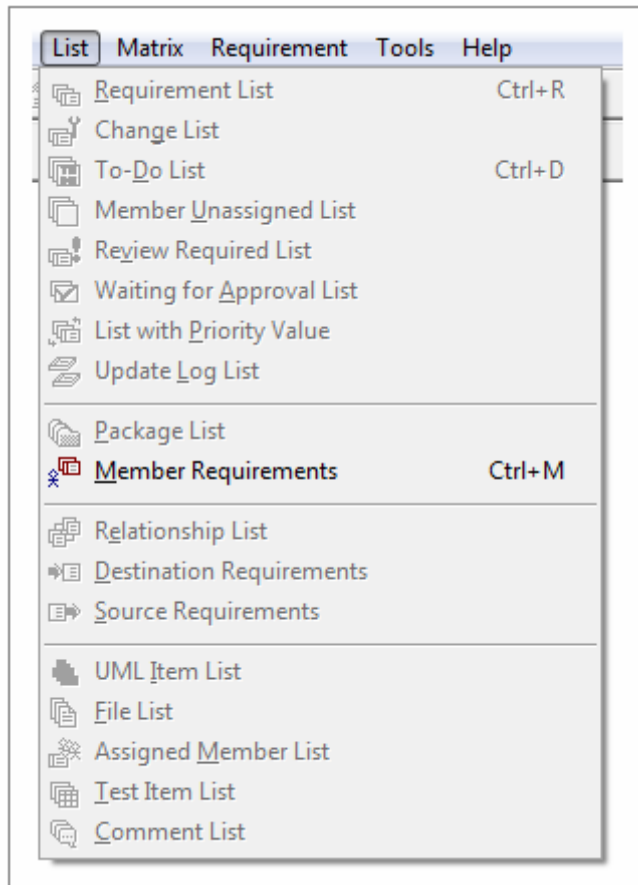 List Matrix Requirement Tools Help
Requirement List Ctrl+R
Change List
To-Do List Ctrl+D
Member Unassigned List
Review Required List
Waiting for Approval List
List with Priority Value
Update Log List
Package List
Member Requirements Ctrl+M
Relationship List
Destination Requirements
Source Requirements
UML Item List
File List
Assigned Member List
Test Item List
Comment List